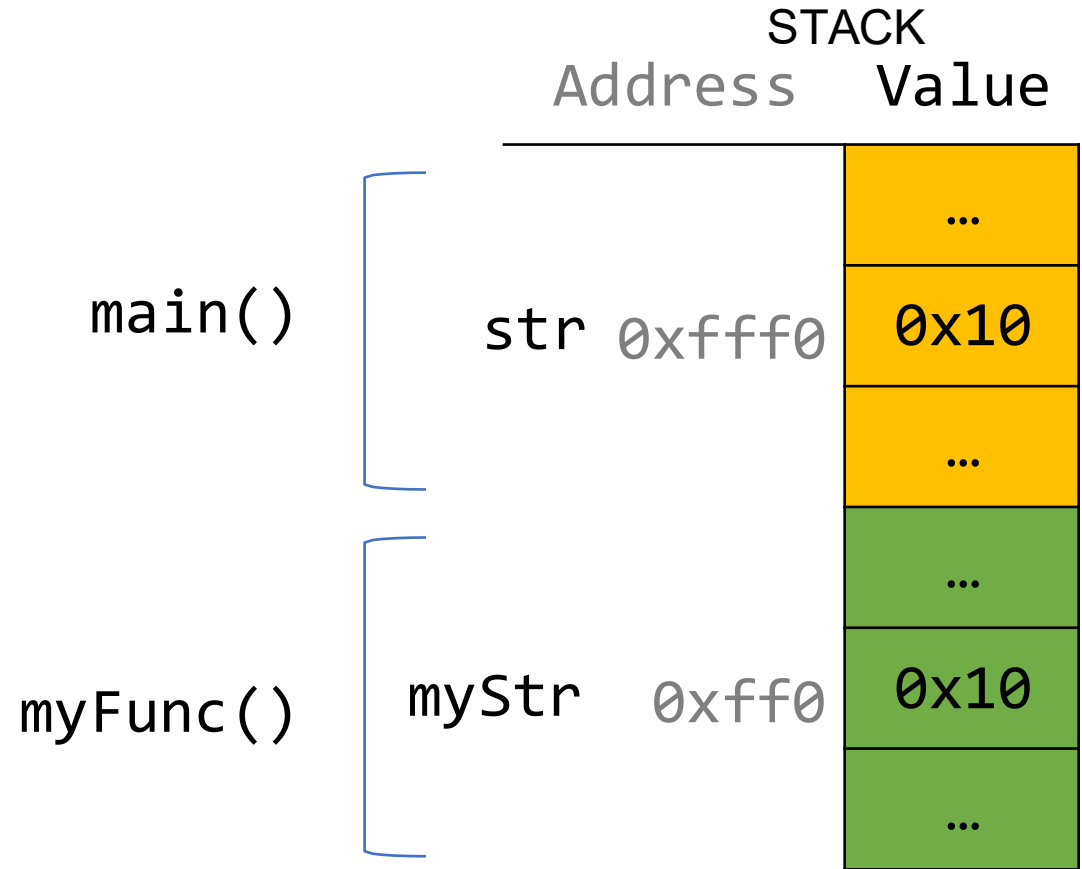 STACK
Address Value
…
main() str 0xfff0 0x10
…
…
myFunc() myStr 0xff0 0x10
…